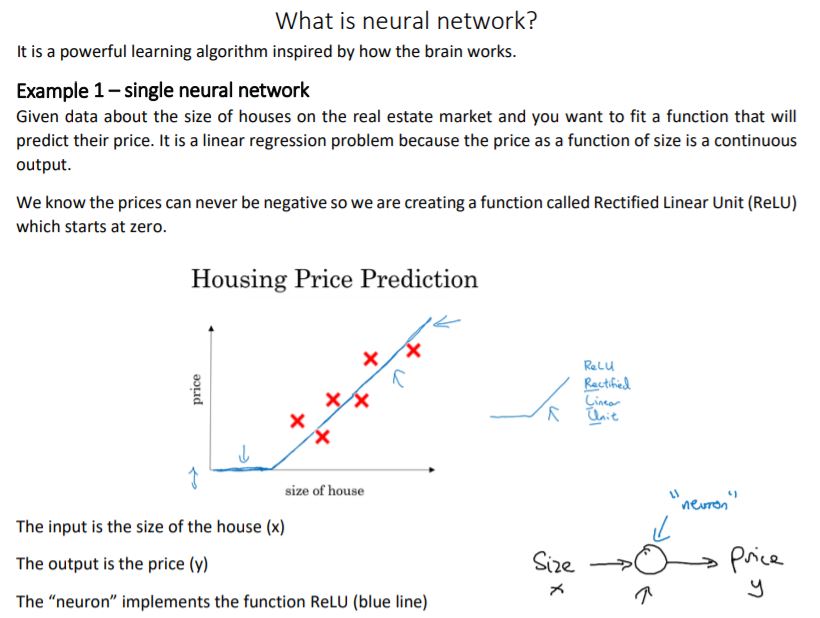 What is neural network?
It is a powerful learning algorithm inspired by how the brain works.
Example 1 – single neural network
Given data about the size of houses on the real estate market and you want to fit a function that will
predict their price. It is a linear regression problem because the price as a function of size is a continuous
output.
We know the prices can never be negative so we are creating a function called Rectified Linear Unit (ReLU)
which starts at zero.
Housing Price Prediction
price
size of house
ReLU
Rectified
Linear
Unit
The input is the size of the house (x)
The output is the price (y)
The “neuron” implements the function ReLU (blue line)
"neuron"
Size
x
Price
y